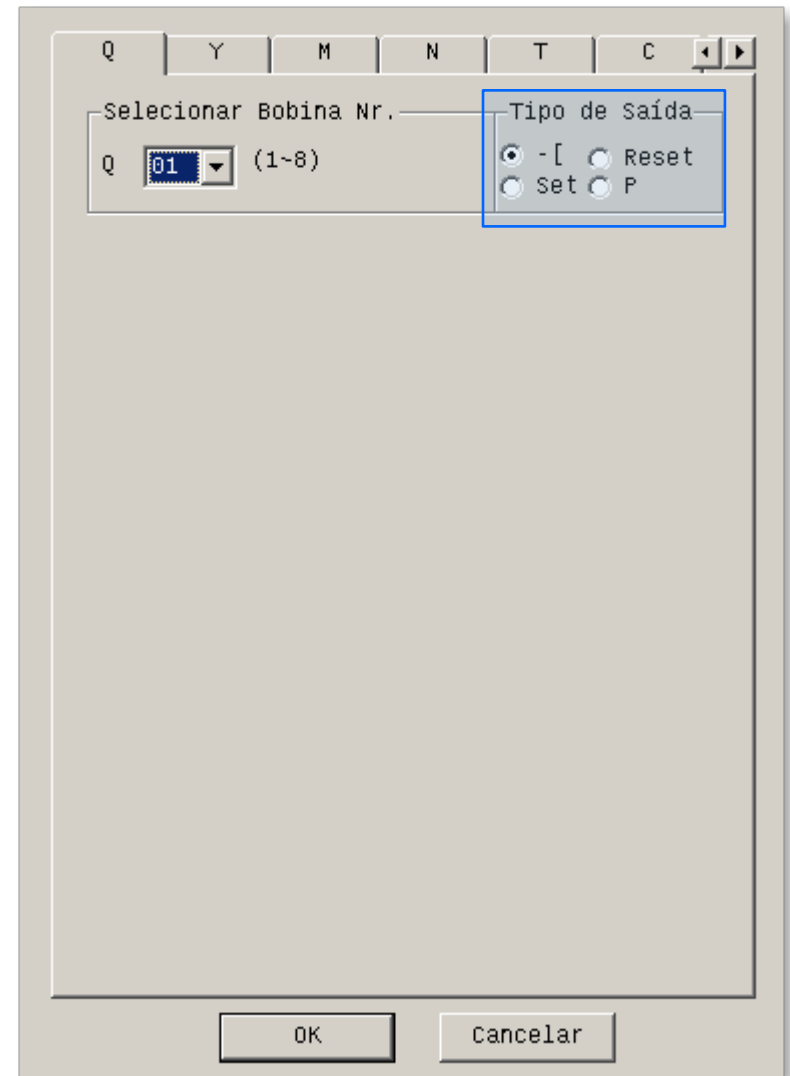 Q Y M N T C
Selecionar Bobina Nr. Tipo de Saída
Q 01 (1~8) -[ Reset
Set P
OK Cancelar